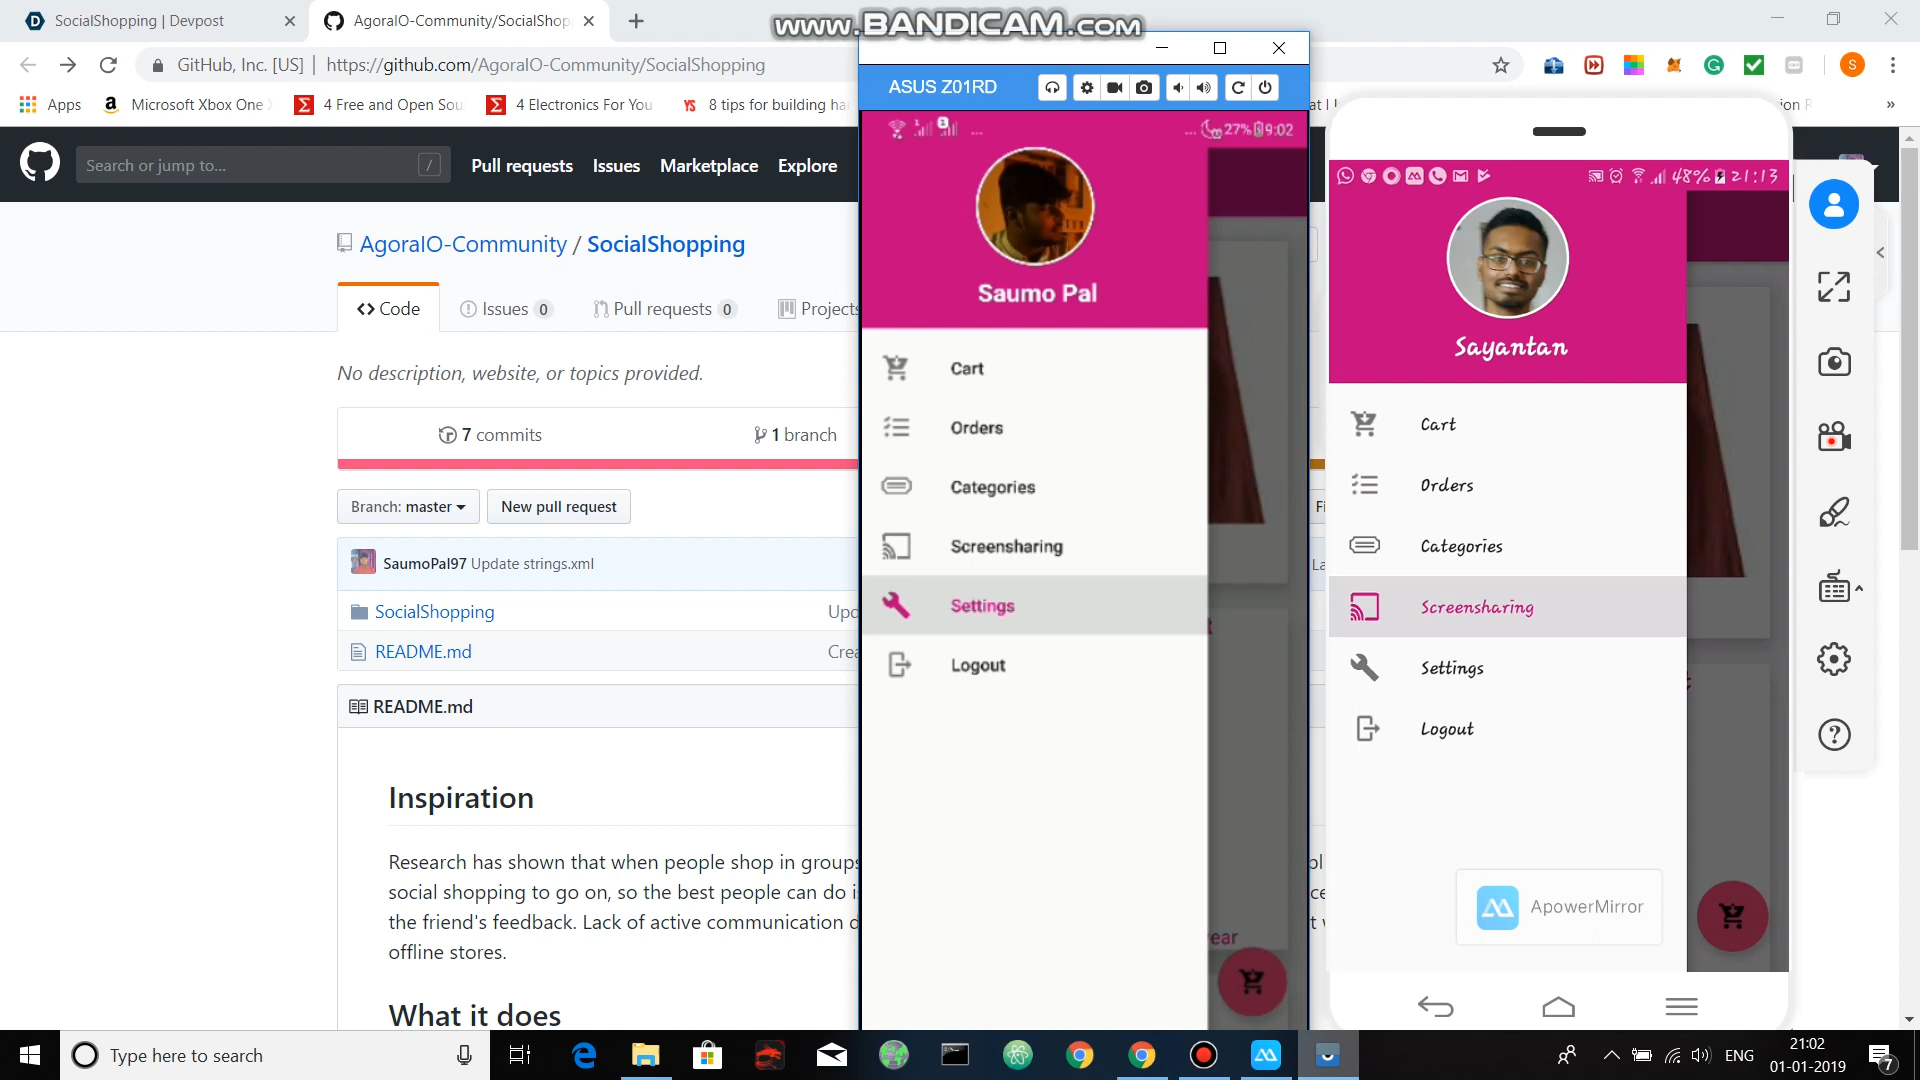 SocialShopping | Devpost
AgoraIO-Community/SocialShop
www.BANDICAM.com
GitHub, Inc. [US] | https://github.com/AgoraIO-Community/SocialShopping
S
Apps
Microsoft Xbox One
4 Free and Open Sou
4 Electronics For You
YS 8 tips for building ha
»
Search or jump to...
/
Pull requests
Issues
Marketplace
Explore
AgoraIO-Community / SocialShopping
Code
Issues 0
Pull requests 0
Projects
No description, website, or topics provided.
7 commits
1 branch
Branch: master
New pull request
SaumoPal97 Update strings.xml
SocialShopping
README.md
README.md
Inspiration
Research has shown that when people shop in groups
social shopping to go on, so the best people can do i
the friend's feedback. Lack of active communication d
offline stores.
What it does
ASUS Z01RD
27% 9:02
Saumo Pal
Cart
Orders
Categories
Screensharing
Settings
Logout
ear
48% 21:13
Sayantan
Cart
Orders
Categories
Screensharing
Settings
Logout
ApowerMirror
Type here to search
ENG
21:02
01-01-2019
7